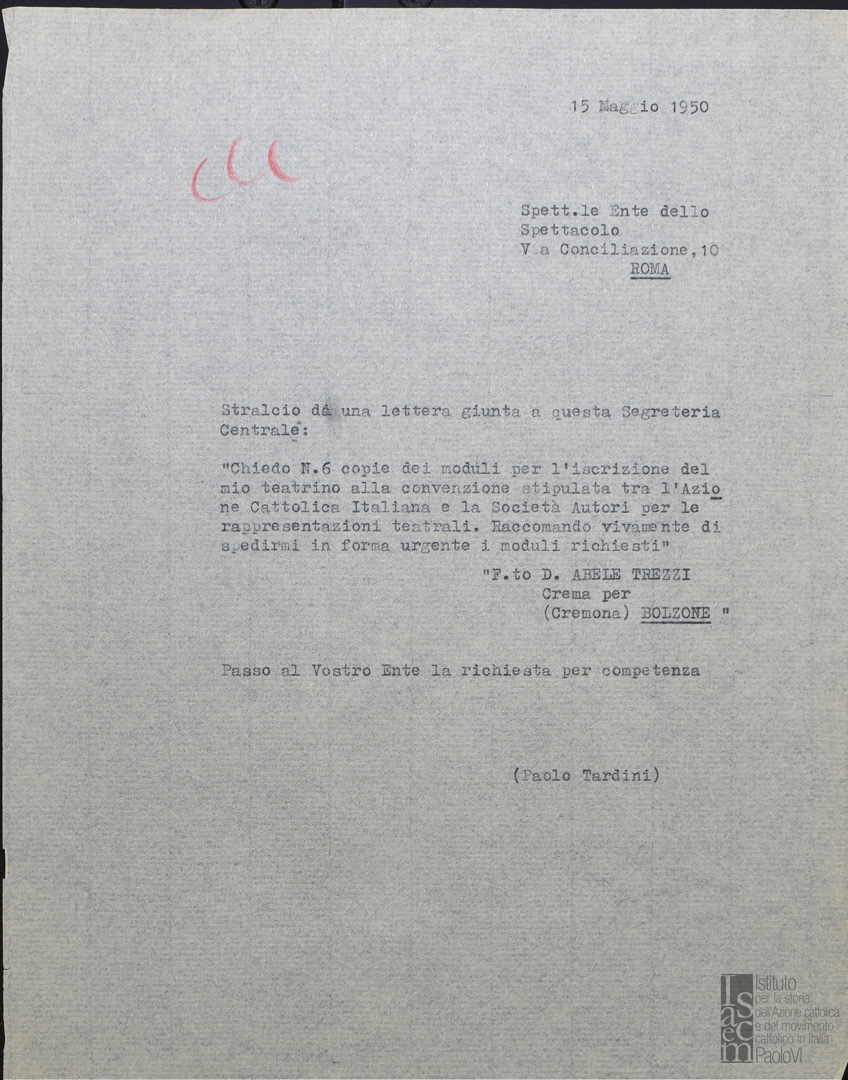 15 Maggio 1950
Spett.le Ente dello
Spettacolo
Via Conciliazione,10
ROMA
Stralcio da una lettera giunta a questa Segreteria
Centrale:
"Chiedo N.6 copie dei moduli per l'iscrizione del
mio teatrino alla convenzione stipulata tra l'Azio
ne Cattolica Italiana e la Società Autori per le
rappresentazioni teatrali. Raccomando vivamente di
spedirmi in forma urgente i moduli richiesti"
"F.to D. ABELE TREZZI
Crema per
(Cremona) BOLZONE "
Passo al Vostro Ente la richiesta per competenza
(Paolo Tardini)
Isacem
Istituto
per la storia
dell'Azione cattolica
e del movimento
cattolico in Italia
PaoloVI